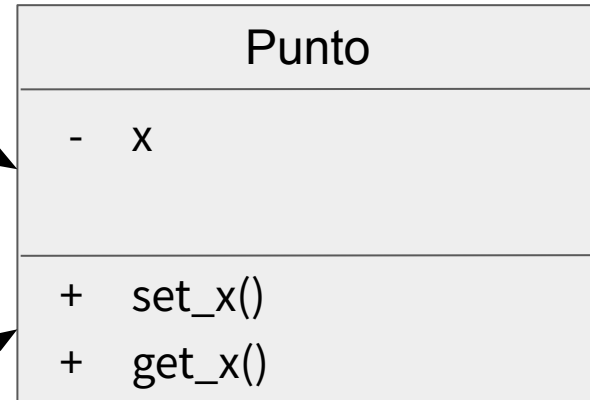 Punto
- x
+ set_x()
+ get_x()